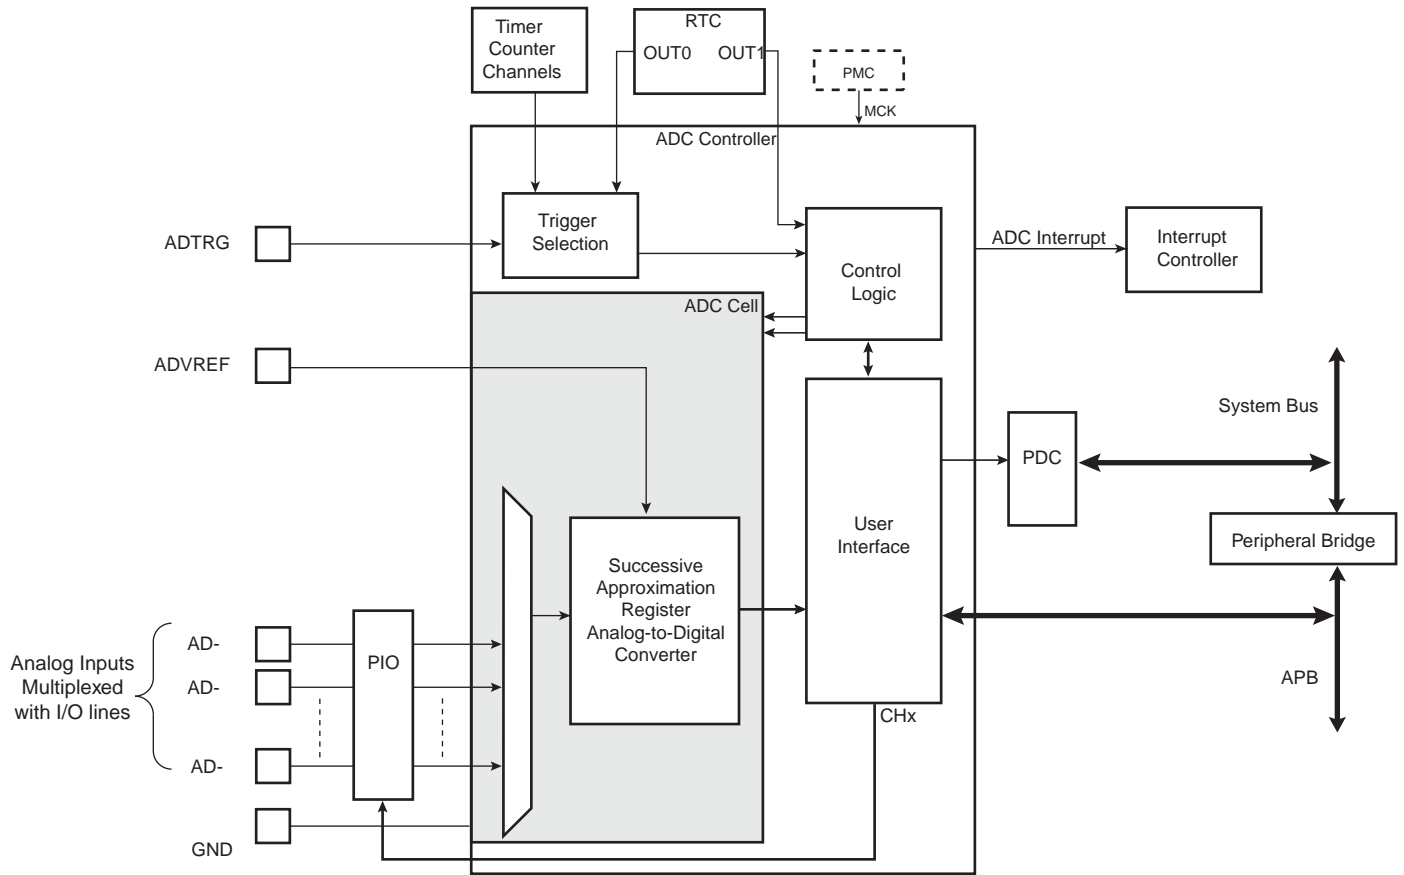 Timer
Counter
Channels
RTC
OUT0 OUT1
PMC
MCK
ADC Controller
ADTRG
Trigger
Selection
Control
Logic
ADC Interrupt
Interrupt
Controller
ADC Cell
ADVREF
System Bus
PDC
User
Interface
Peripheral Bridge
Successive
Approximation
Register
Analog-to-Digital
Converter
Analog Inputs
Multiplexed
with I/O lines
AD-
AD-
AD-
PIO
APB
CHx
GND